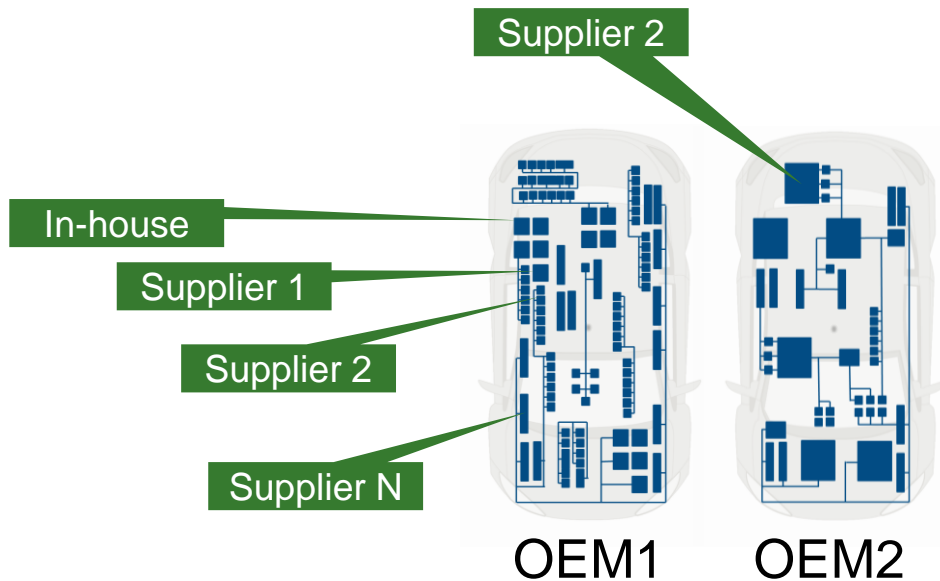 Supplier 2
In-house
Supplier 1
Supplier 2
Supplier N
OEM1
OEM2